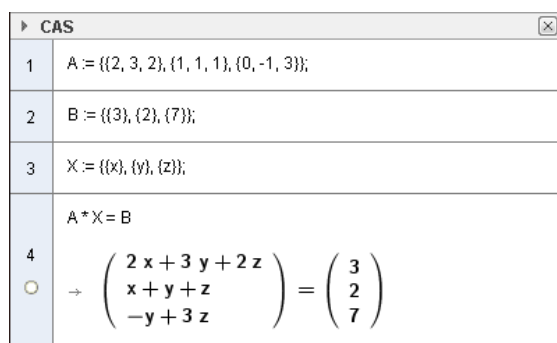 CAS
1 A := {{2, 3, 2}, {1, 1, 1}, {0, -1, 3}};
2 B := {{3}, {2}, {7}};
3 X := {{x}, {y}, {z}};
4 A * X = B
→ ( 2 x + 3 y + 2 z ) = ( 3 )
x + y + z 2
−y + 3 z 7